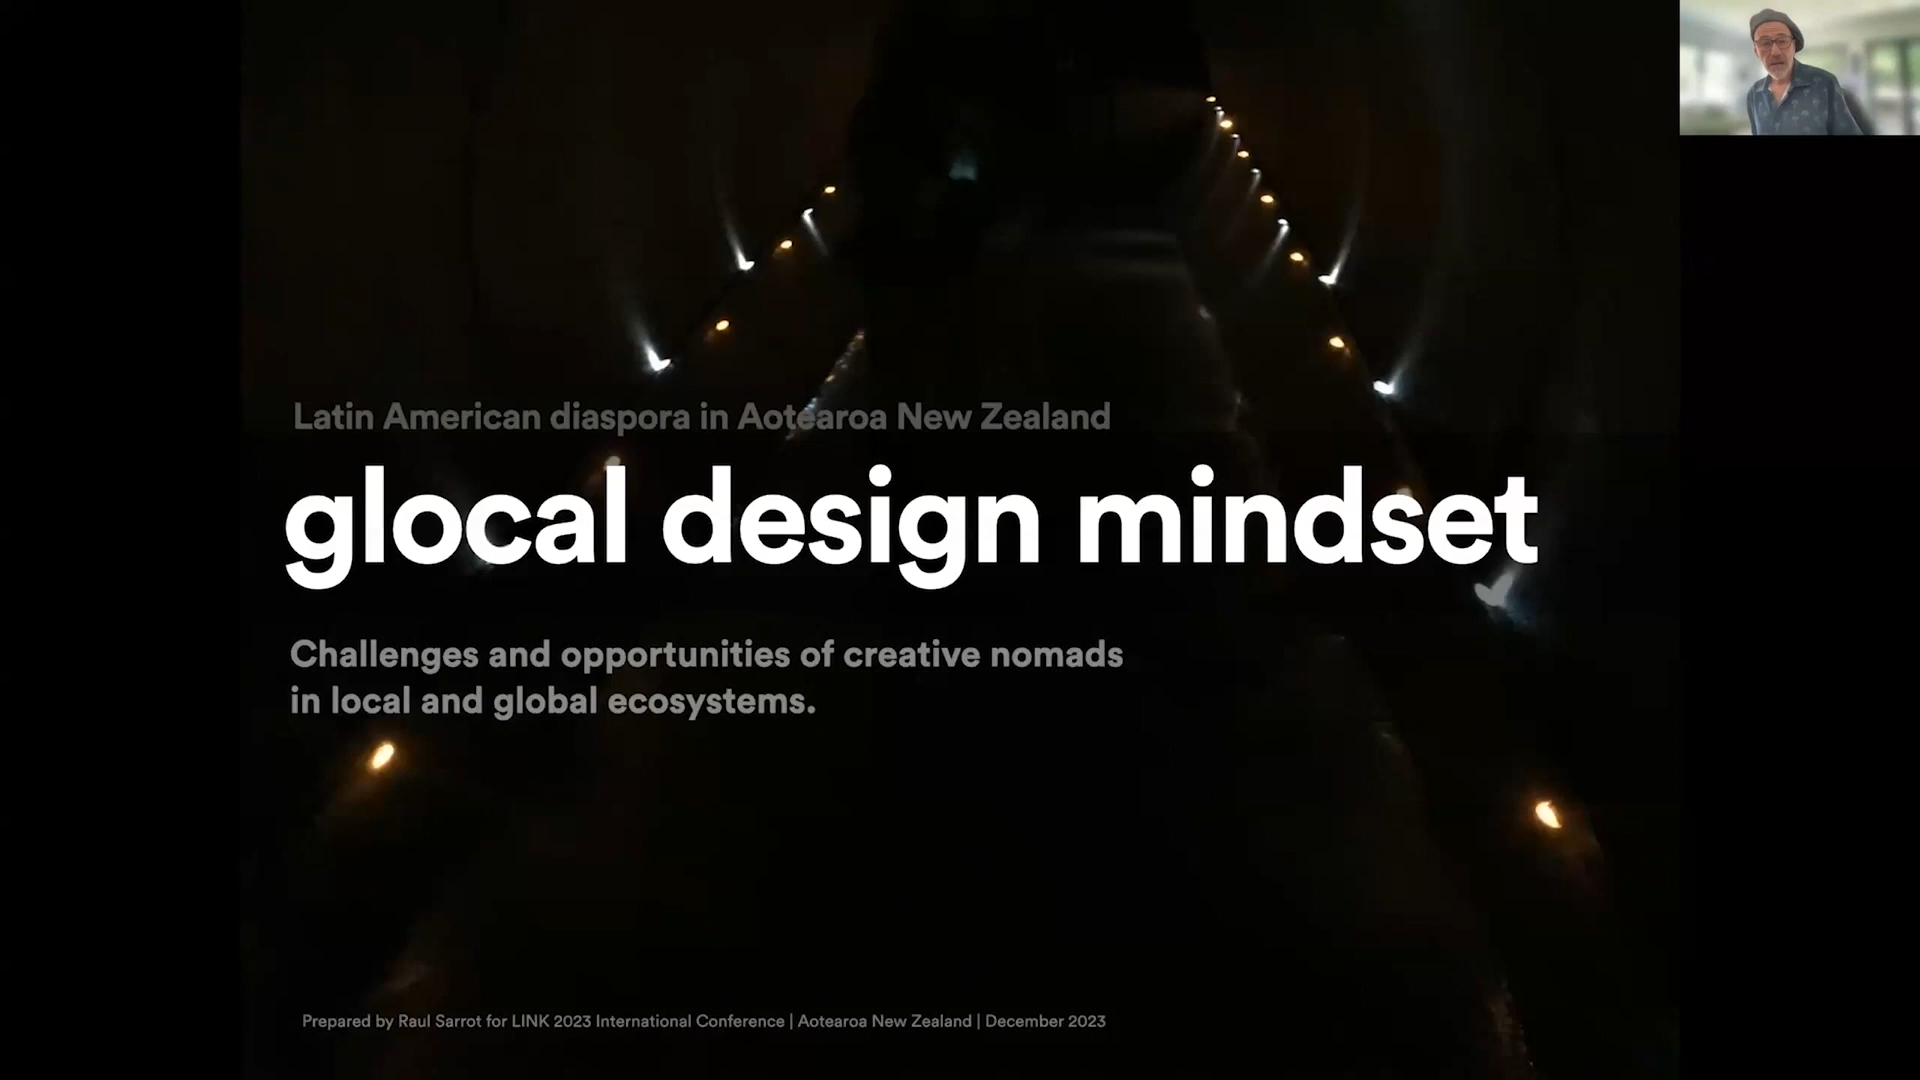 Latin American diaspora in Aotearoa New Zealand
glocal design mindset
Challenges and opportunities of creative nomads
in local and global ecosystems.
Prepared by Raul Sarrot for LINK 2023 International Conference | Aotearoa New Zealand | December 2023